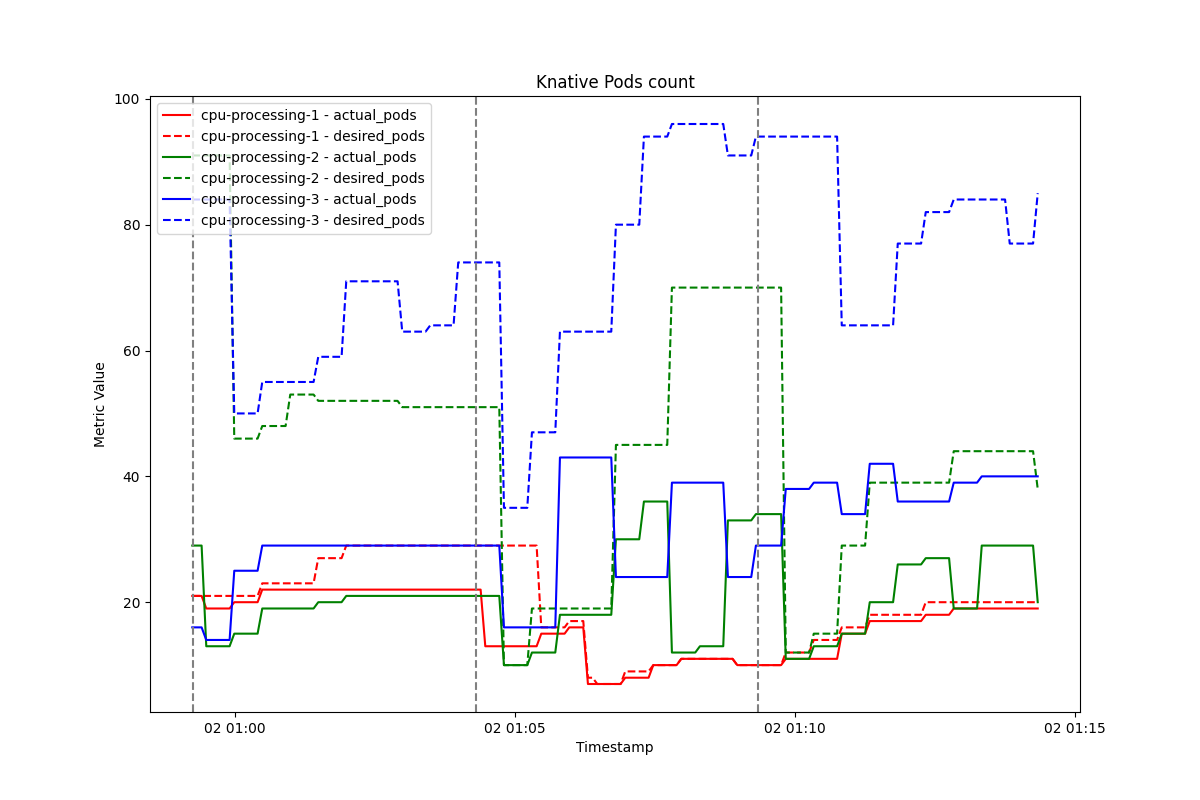 Knative Pods count
100
80
60
40
20
Metric Value
cpu-processing-1 - actual_pods
cpu-processing-1 - desired_pods
cpu-processing-2 - actual_pods
cpu-processing-2 - desired_pods
cpu-processing-3 - actual_pods
cpu-processing-3 - desired_pods
02 01:00
02 01:05
02 01:10
02 01:15
Timestamp